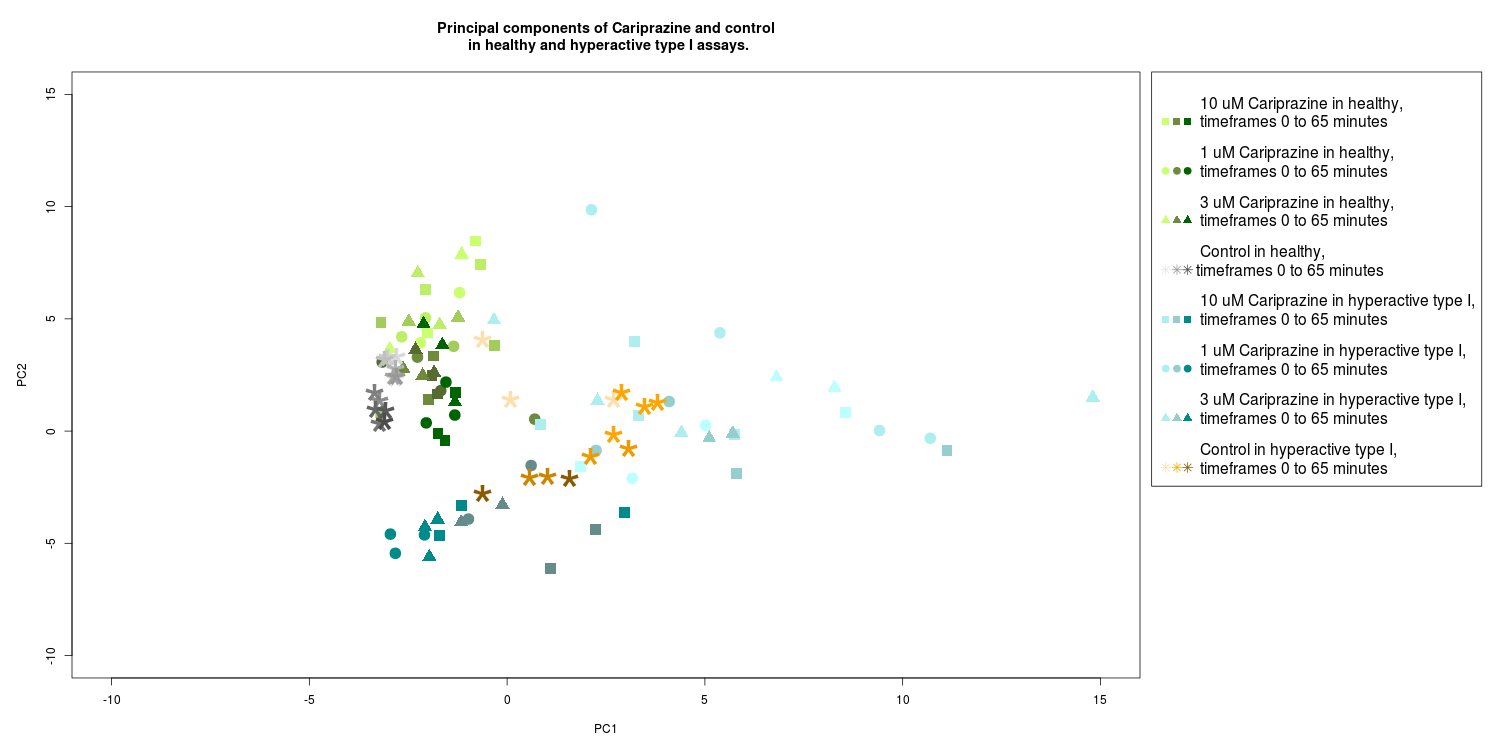 Principal components of Cariprazine and control
in healthy and hyperactive type I assays.
15
10
5
0
-5
-10
PC2
-10
-5
0
5
10
15
PC1
10 uM Cariprazine in healthy,
timeframes 0 to 65 minutes
1 uM Cariprazine in healthy,
timeframes 0 to 65 minutes
3 uM Cariprazine in healthy,
timeframes 0 to 65 minutes
Control in healthy,
timeframes 0 to 65 minutes
10 uM Cariprazine in hyperactive type I,
timeframes 0 to 65 minutes
1 uM Cariprazine in hyperactive type I,
timeframes 0 to 65 minutes
3 uM Cariprazine in hyperactive type I,
timeframes 0 to 65 minutes
Control in hyperactive type I,
timeframes 0 to 65 minutes